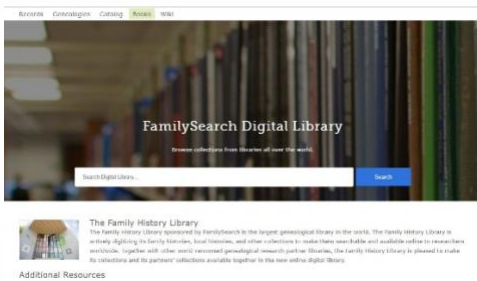 Records Genealogies Catalog Books Wiki
FamilySearch Digital Library
Browse collections from libraries all over the world.
Search Digital Library...
Search
The Family History Library
The Family History Library sponsored by FamilySearch is the largest genealogical library in the world. The Family History Library is
actively digitizing its family histories, local histories, and other collections to make them searchable and available online to researchers
worldwide. Together with other world renowned genealogical research partner libraries, the Family History Library is pleased to make
its collections and its partners' collections available together in the new online digital library.
Additional Resources